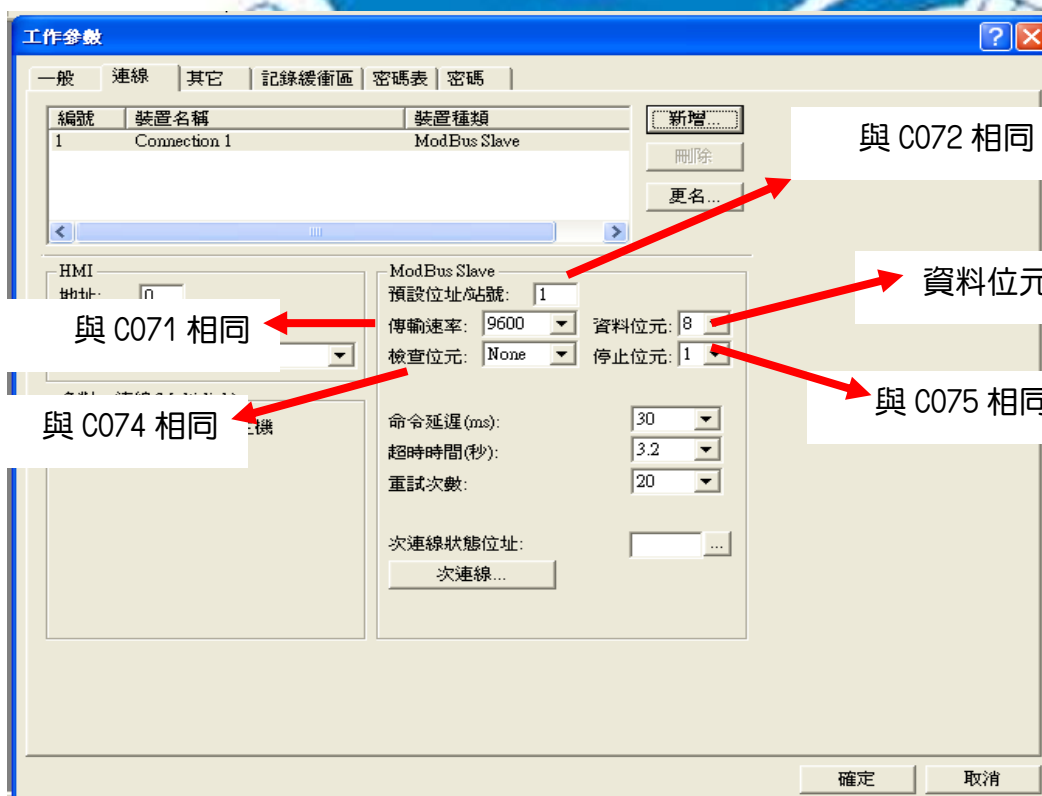 工作參數
一般 連線 其它 記錄緩衝區 密碼表 密碼
編號 裝置名稱 裝置種類
1 Connection 1 ModBus Slave
新增...
刪除
更名...
與 C072 相同
HMI
地址: 0
ModBus Slave
預設位址/站號: 1
資料位元
與 C071 相同
傳輸速率: 9600 資料位元: 8
檢查位元: None 停止位元: 1
與 C075 相同
與 C074 相同
主機
命令延遲(ms): 30
超時時間(秒): 3.2
重試次數: 20
次連線狀態位址: ...
次連線...
確定 取消